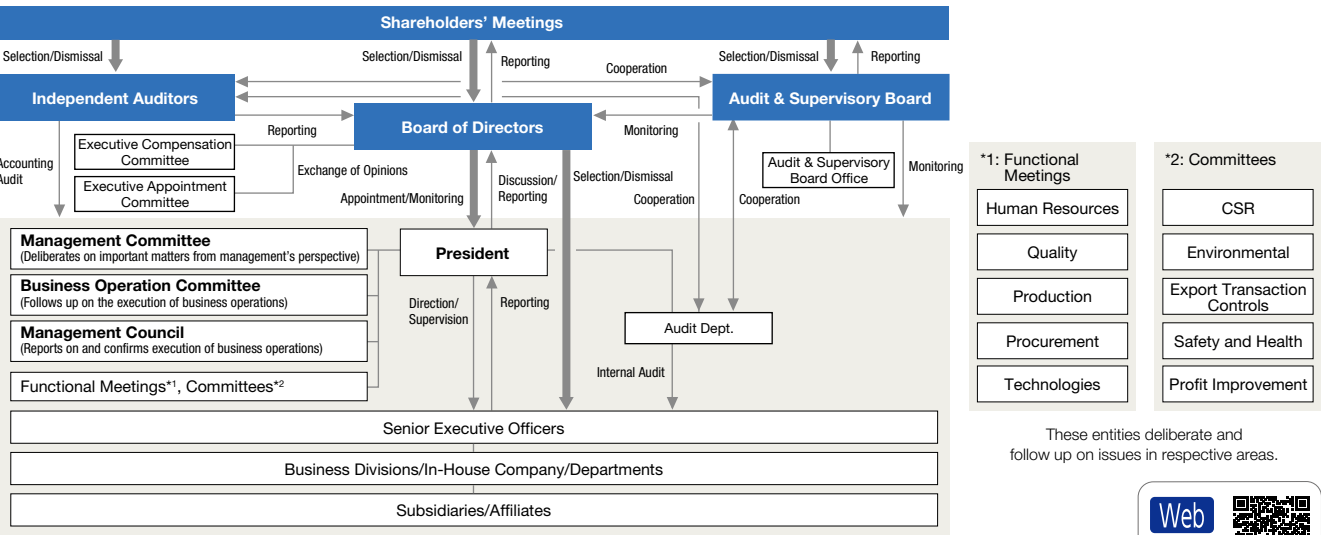 Shareholders' Meetings
Selection/Dismissal
Selection/Dismissal
Reporting
Cooperation
Selection/Dismissal
Reporting
Independent Auditors
Audit & Supervisory Board
Board of Directors
Reporting
Monitoring
Executive Compensation
Committee
Executive Appointment
Committee
Exchange of Opinions
Accounting
Audit
Appointment/Monitoring
Discussion/
Reporting
Selection/Dismissal
Cooperation
Cooperation
Audit & Supervisory
Board Office
Monitoring
Management Committee
(Deliberates on important matters from management's perspective)
Business Operation Committee
(Follows up on the execution of business operations)
Management Council
(Reports on and confirms execution of business operations)
Functional Meetings*1, Committees*2
President
Direction/
Supervision
Reporting
Audit Dept.
Internal Audit
Senior Executive Officers
Business Divisions/In-House Company/Departments
Subsidiaries/Affiliates
*1: Functional
Meetings
Human Resources
Quality
Production
Procurement
Technologies
*2: Committees
CSR
Environmental
Export Transaction
Controls
Safety and Health
Profit Improvement
These entities deliberate and
follow up on issues in respective areas.
Web